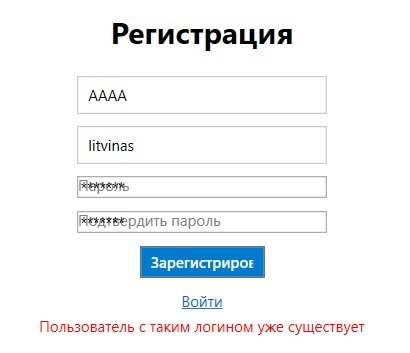 Регистрация
AAAA
litvinas
Пароль
*******
Подтвердить пароль
*******
Зарегистриров
Войти
Пользователь с таким логином уже существует